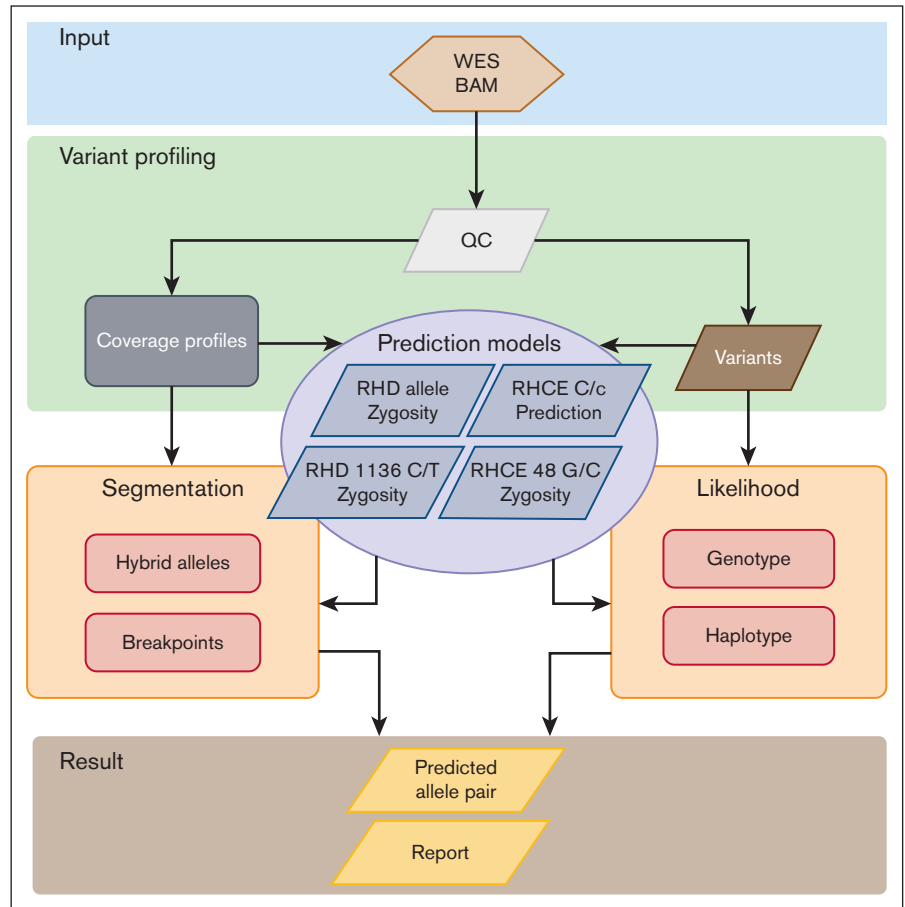 Input
WES
BAM
Variant profiling
QC
Coverage profiles
Prediction models
Variants
RHD allele
Zygosity
RHCE C/c
Prediction
RHD 1136 C/T
Zygosity
RHCE 48 G/C
Zygosity
Segmentation
Hybrid alleles
Breakpoints
Likelihood
Genotype
Haplotype
Result
Predicted
allele pair
Report